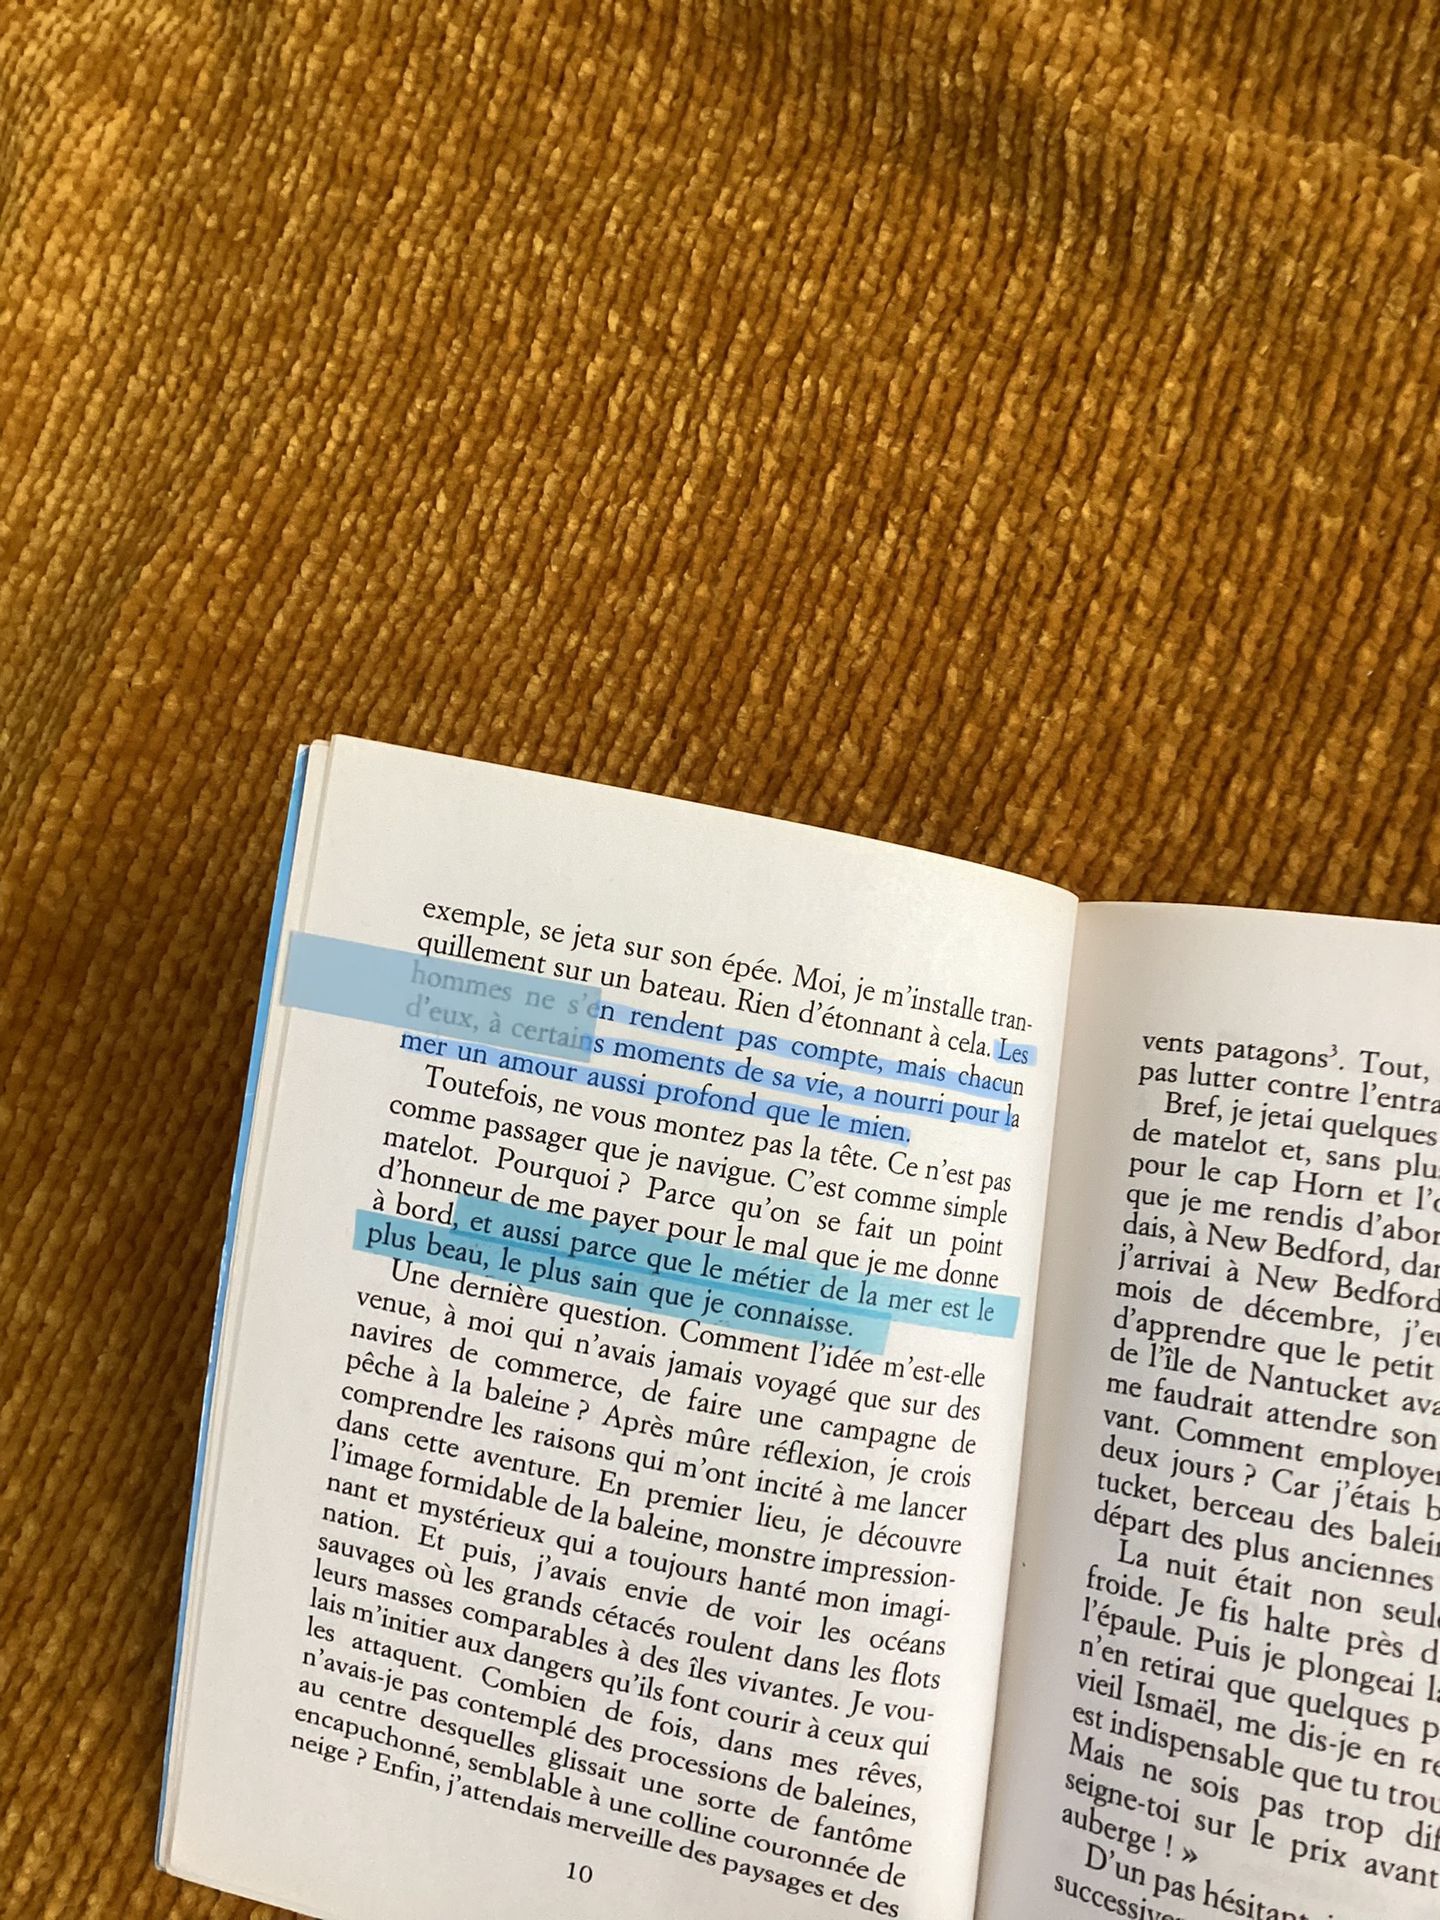 exemple, se jeta sur son épée. Moi, je m'installe tran-
quillement sur un bateau. Rien d'étonnant à cela. Les
hommes ne s'en rendent pas compte, mais chacun
d'eux, à certains moments de sa vie, a nourri pour la
mer un amour aussi profond que le mien.
Toutefois, ne vous montez pas la tête. Ce n'est pas
comme passager que je navigue. C'est comme simple
matelot. Pourquoi ? Parce qu'on se fait un point
d'honneur de me payer pour le mal que je me donne
à bord, et aussi parce que le métier de la mer est le
plus beau, le plus sain que je connaisse.
Une dernière question. Comment l'idée m'est-elle
venue, à moi qui n'avais jamais voyagé que sur des
navires de commerce, de faire une campagne de
pêche à la baleine ? Après mûre réflexion, je crois
comprendre les raisons qui m'ont incité à me lancer
dans cette aventure. En premier lieu, je découvre
l'image formidable de la baleine, monstre impression-
nant et mystérieux qui a toujours hanté mon imagi-
nation. Et puis, j'avais envie de voir les océans
sauvages où les grands cétacés roulent dans les flots
leurs masses comparables à des îles vivantes. Je vou-
lais m'initier aux dangers qu'ils font courir à ceux qui
les attaquent. Combien de fois, dans mes rêves,
n'avais-je pas contemplé des processions de baleines,
au centre desquelles glissait une sorte de fantôme
encapuchonné, semblable à une colline couronnée de
neige ? Enfin, j'attendais merveille des paysages et des
10
vents patagons³. Tout,
pas lutter contre l'entra
Bref, je jetai quelques
de matelot et, sans plu
pour le cap Horn et l'o
que je me rendis d'abor
dais, à New Bedford, dan
j'arrivai à New Bedford
mois de décembre, j'eu
d'apprendre que le petit
de l'île de Nantucket ava
me faudrait attendre son
vant. Comment employer
deux jours ? Car j'étais b
tucket, berceau des balein
départ des plus anciennes
La nuit était non seule
froide. Je fis halte près d
l'épaule. Puis je plongeai la
n'en retirai que quelques p
vieil Ismaël, me dis-je en re
est indispensable que tu trou
Mais ne sois pas trop dif
seigne-toi sur le prix avant
auberge ! »
D'un pas hésitant
successive